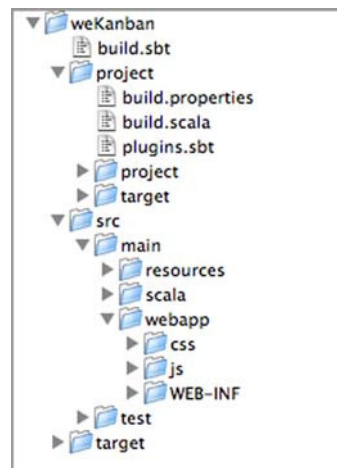 weKanban
build.sbt
project
build.properties
build.scala
plugins.sbt
project
target
src
main
resources
scala
webapp
css
js
WEB-INF
test
target